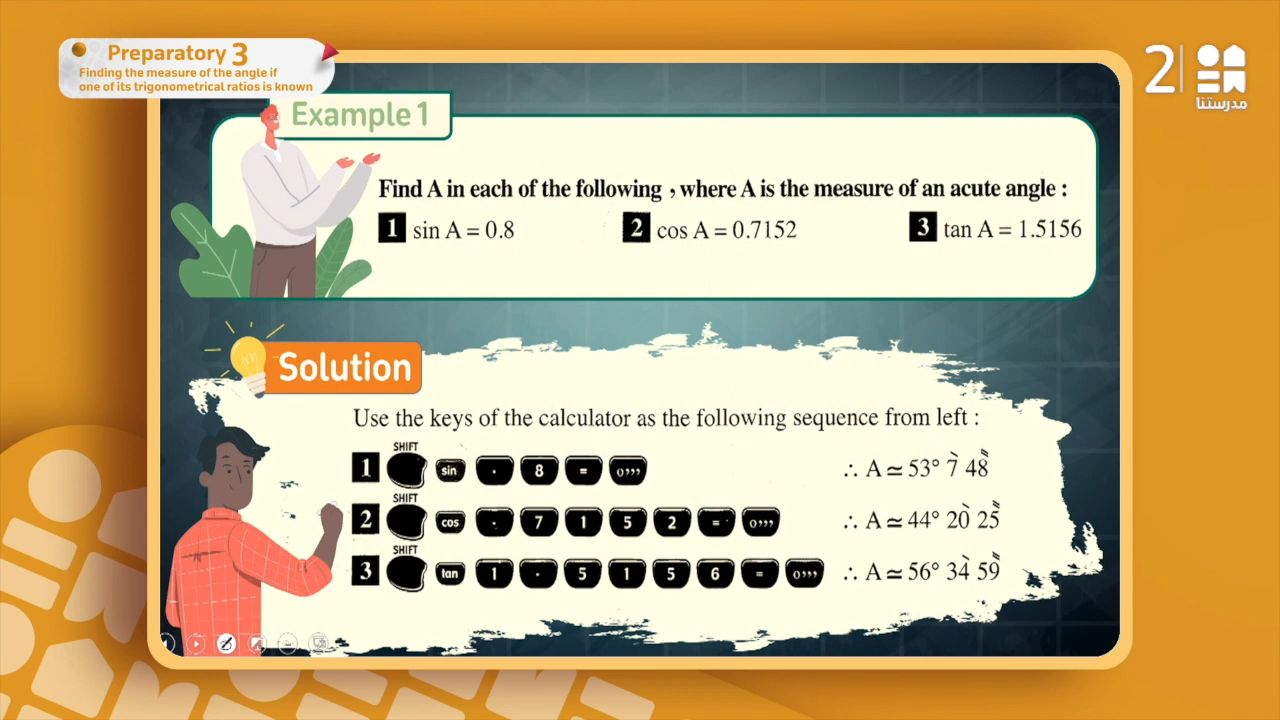 Preparatory 3
Finding the measure of the angle if
one of its trigonometrical ratios is known
2
مدرستنا
Example 1
Find A in each of the following , where A is the measure of an acute angle :
1 sin A = 0.8
2 cos A = 0.7152
3 tan A = 1.5156
Solution
Use the keys of the calculator as the following sequence from left :
1 SHIFT sin . 8 = o,,, ∴ A ≃ 53° 7̀ 48̏
2 SHIFT cos . 7 1 5 2 = o,,, ∴ A ≃ 44° 20̀ 25̏
3 SHIFT tan 1 . 5 1 5 6 = o,,, ∴ A ≃ 56° 34̀ 59̏